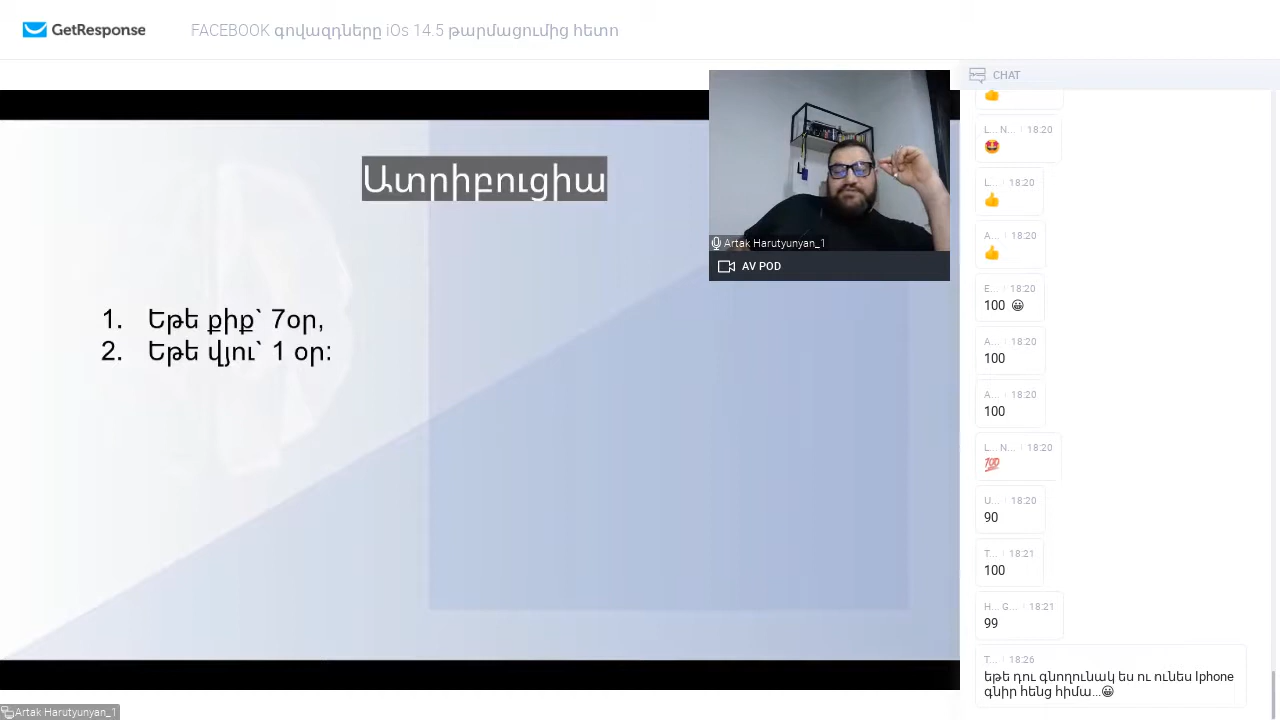 GetResponse
FACEBOOK գովազդները iOs 14.5 թարմացումից հետո
CHAT
👍
L... N... 18:20
🤩
L... 18:20
👍
A... 18:20
👍
E... 18:20
100 😀
A... 18:20
100
A... 18:20
100
L... N... 18:20
💯
U... 18:20
90
T... 18:21
100
H... G... 18:21
99
T... 18:26
եթե դու գնողունակ ես ու ունես Iphone
գնիր հենց հիմա...😀
Ատրիբուցիա
1. Եթե քիք՝ 7օր,
2. Եթե վյու՝ 1 օր:
Artak Harutyunyan_1
AV POD
Artak Harutyunyan_1